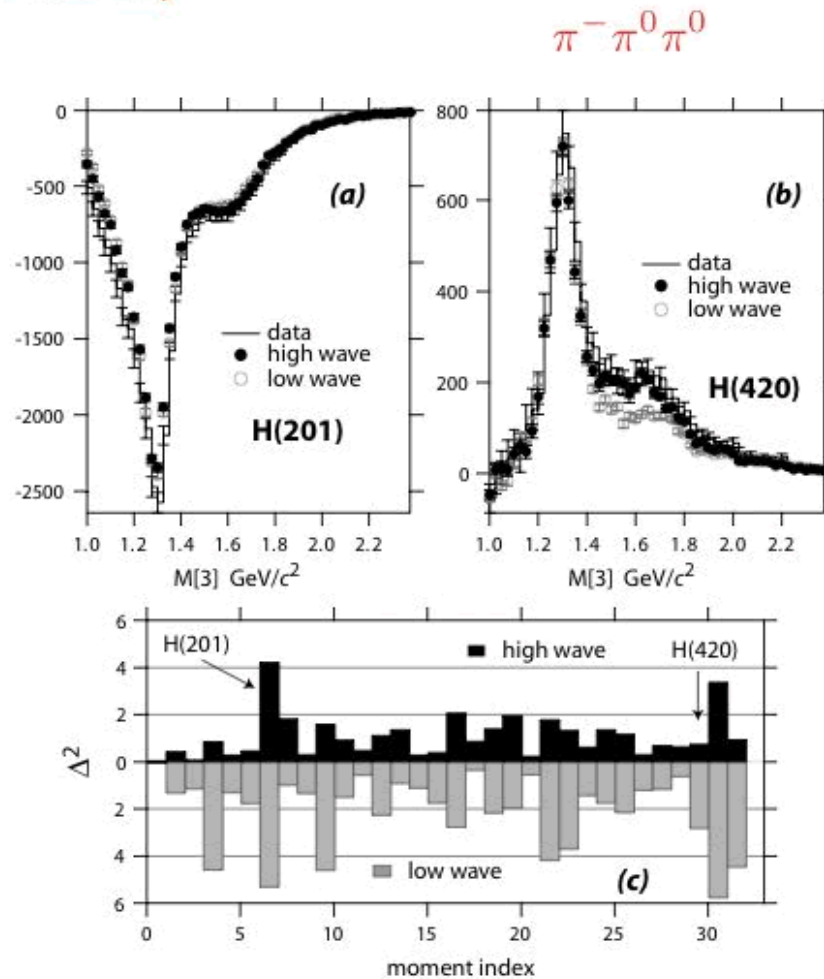 π⁻π⁰π⁰
0
-500
-1000
-1500
-2000
-2500
(a)
data
high wave
low wave
H(201)
1.0 1.2 1.4 1.6 1.8 2.0 2.2
M[3] GeV/c²
800
600
400
200
0
(b)
data
high wave
low wave
H(420)
1.0 1.2 1.4 1.6 1.8 2.0 2.2
M[3] GeV/c²
6
4
2
0
2
4
6
Δ²
H(201)
high wave
H(420)
low wave
(c)
0 5 10 15 20 25 30
moment index